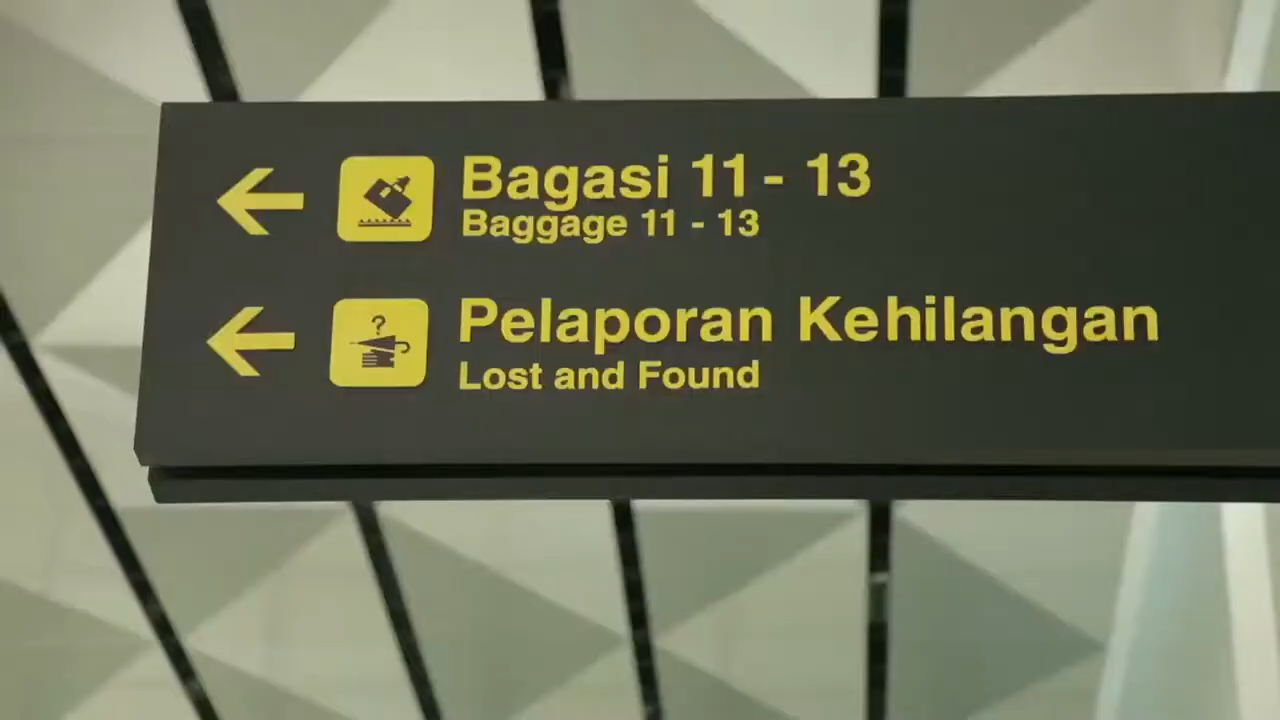 Bagasi 11 - 13
Baggage 11 - 13
Pelaporan Kehilangan
Lost and Found